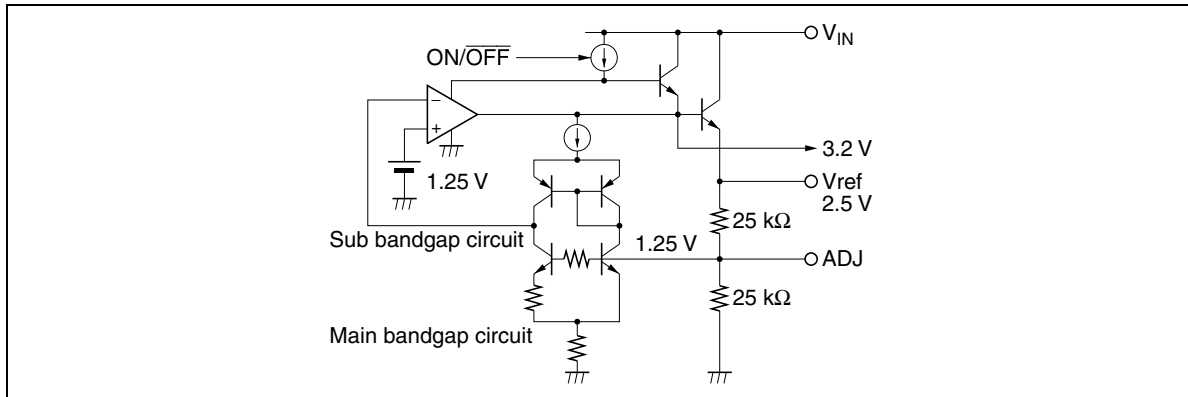 V_IN
ON/O̅F̅F̅
−
+
1.25 V
3.2 V
Vref
2.5 V
25 kΩ
Sub bandgap circuit
1.25 V
ADJ
25 kΩ
Main bandgap circuit